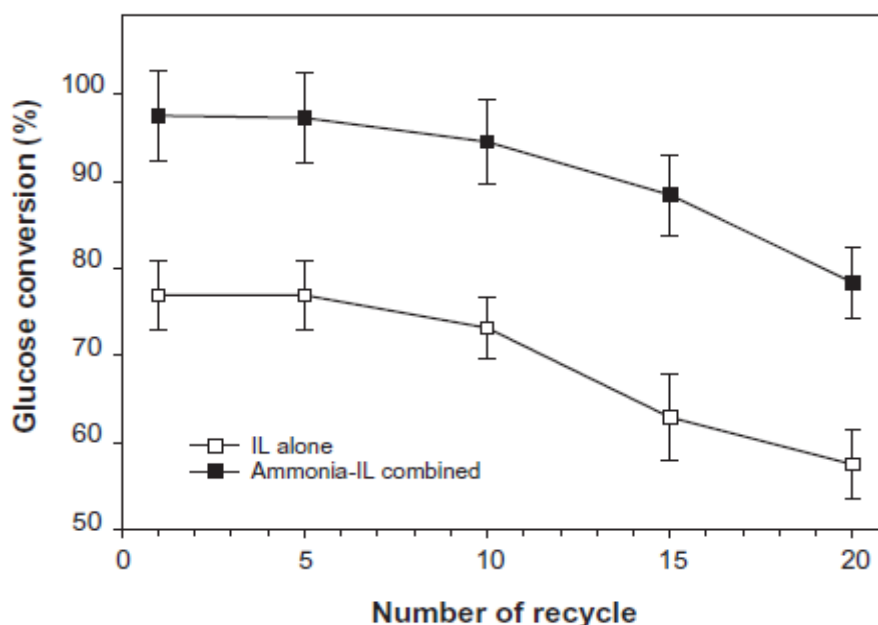 Glucose conversion (%)
100
90
80
70
60
50
IL alone
Ammonia-IL combined
0 5 10 15 20
Number of recycle